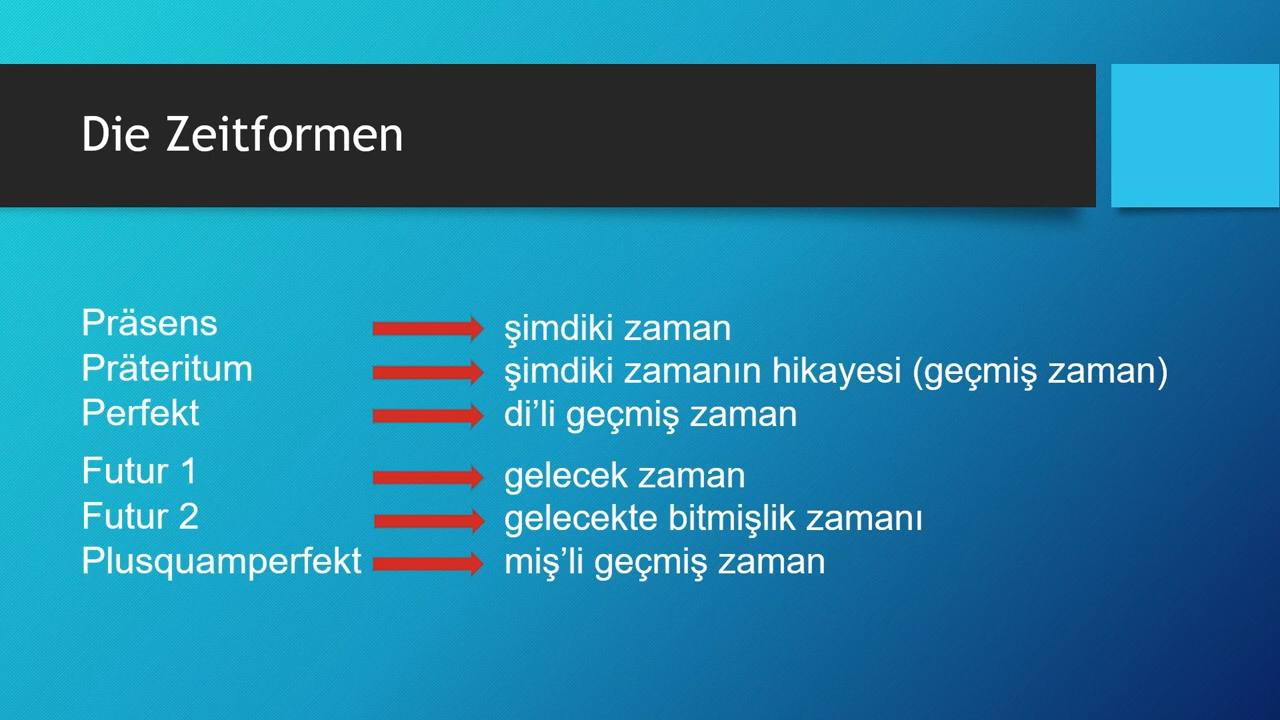 Die Zeitformen
Präsens şimdiki zaman
Präteritum şimdiki zamanın hikayesi (geçmiş zaman)
Perfekt di’li geçmiş zaman
Futur 1 gelecek zaman
Futur 2 gelecekte bitmişlik zamanı
Plusquamperfekt miş’li geçmiş zaman